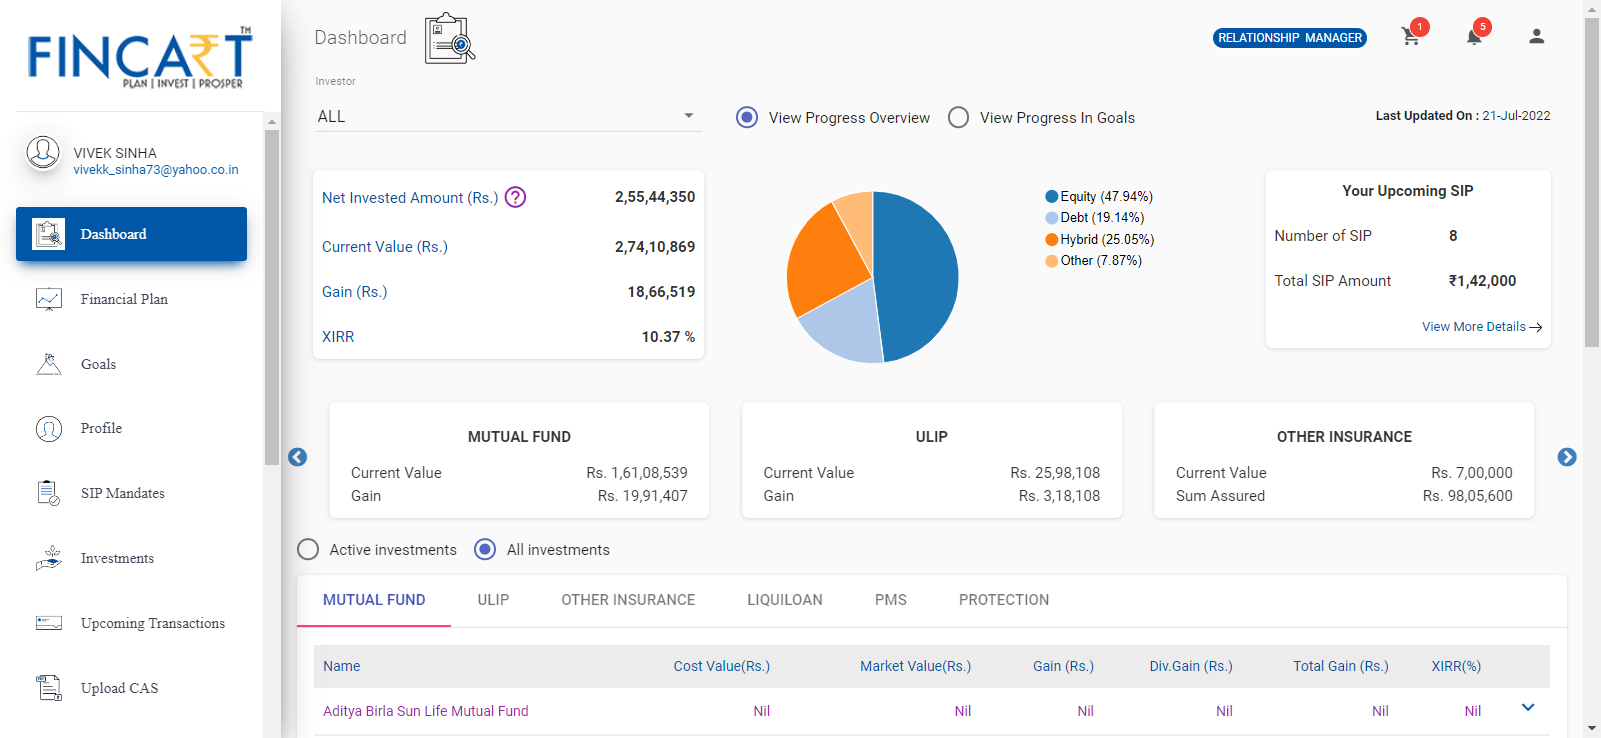 FINCART TM
PLAN | INVEST | PROSPER
VIVEK SINHA
vivekk_sinha73@yahoo.co.in
Dashboard
Financial Plan
Goals
Profile
SIP Mandates
Investments
Upcoming Transactions
Upload CAS
Dashboard
RELATIONSHIP MANAGER
1
5
Investor
ALL
View Progress Overview
View Progress In Goals
Last Updated On : 21-Jul-2022
Net Invested Amount (Rs.) ? 2,55,44,350
Current Value (Rs.) 2,74,10,869
Gain (Rs.) 18,66,519
XIRR 10.37 %
Equity (47.94%)
Debt (19.14%)
Hybrid (25.05%)
Other (7.87%)
Your Upcoming SIP
Number of SIP 8
Total SIP Amount ₹1,42,000
View More Details
MUTUAL FUND
Current Value Rs. 1,61,08,539
Gain Rs. 19,91,407
ULIP
Current Value Rs. 25,98,108
Gain Rs. 3,18,108
OTHER INSURANCE
Current Value Rs. 7,00,000
Sum Assured Rs. 98,05,600
Active investments
All investments
MUTUAL FUND ULIP OTHER INSURANCE LIQUILOAN PMS PROTECTION
Name Cost Value(Rs.) Market Value(Rs.) Gain (Rs.) Div.Gain (Rs.) Total Gain (Rs.) XIRR(%)
Aditya Birla Sun Life Mutual Fund Nil Nil Nil Nil Nil Nil